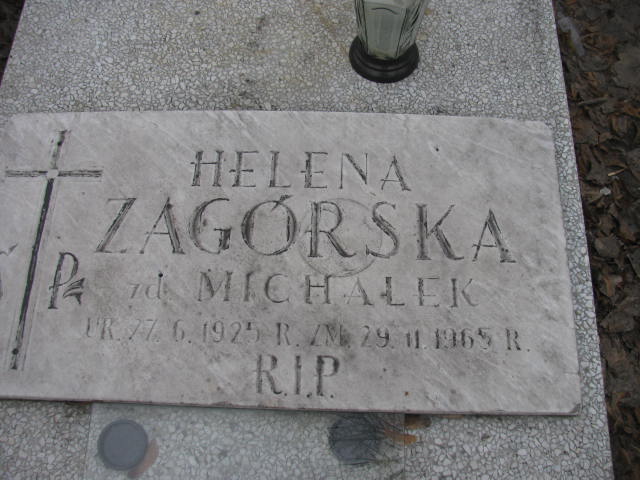 HELENA
ZAGÓRSKA
zd. MICHAŁEK
UR. 27. 6. 1925 R. ZM. 29. 11. 1965 R.
R.I.P.